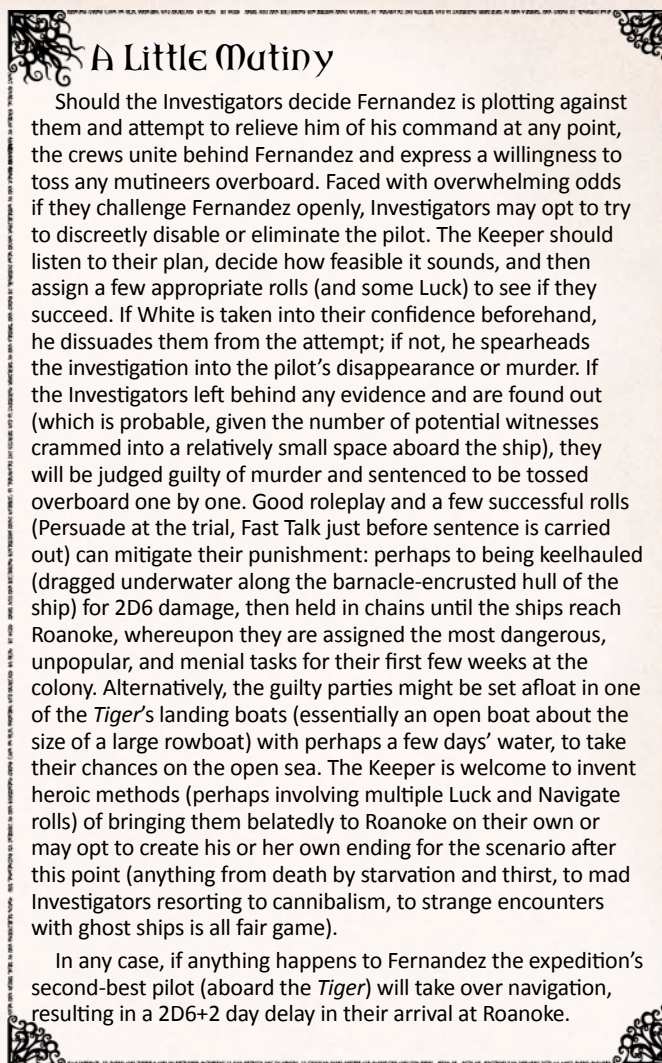 A Little Mutiny
Should the Investigators decide Fernandez is plotting against
them and attempt to relieve him of his command at any point,
the crews unite behind Fernandez and express a willingness to
toss any mutineers overboard. Faced with overwhelming odds
if they challenge Fernandez openly, Investigators may opt to try
to discreetly disable or eliminate the pilot. The Keeper should
listen to their plan, decide how feasible it sounds, and then
assign a few appropriate rolls (and some Luck) to see if they
succeed. If White is taken into their confidence beforehand,
he dissuades them from the attempt; if not, he spearheads
the investigation into the pilot’s disappearance or murder. If
the Investigators left behind any evidence and are found out
(which is probable, given the number of potential witnesses
crammed into a relatively small space aboard the ship), they
will be judged guilty of murder and sentenced to be tossed
overboard one by one. Good roleplay and a few successful rolls
(Persuade at the trial, Fast Talk just before sentence is carried
out) can mitigate their punishment: perhaps to being keelhauled
(dragged underwater along the barnacle-encrusted hull of the
ship) for 2D6 damage, then held in chains until the ships reach
Roanoke, whereupon they are assigned the most dangerous,
unpopular, and menial tasks for their first few weeks at the
colony. Alternatively, the guilty parties might be set afloat in one
of the Tiger’s landing boats (essentially an open boat about the
size of a large rowboat) with perhaps a few days’ water, to take
their chances on the open sea. The Keeper is welcome to invent
heroic methods (perhaps involving multiple Luck and Navigate
rolls) of bringing them belatedly to Roanoke on their own or
may opt to create his or her own ending for the scenario after
this point (anything from death by starvation and thirst, to mad
Investigators resorting to cannibalism, to strange encounters
with ghost ships is all fair game).
In any case, if anything happens to Fernandez the expedition’s
second-best pilot (aboard the Tiger) will take over navigation,
resulting in a 2D6+2 day delay in their arrival at Roanoke.